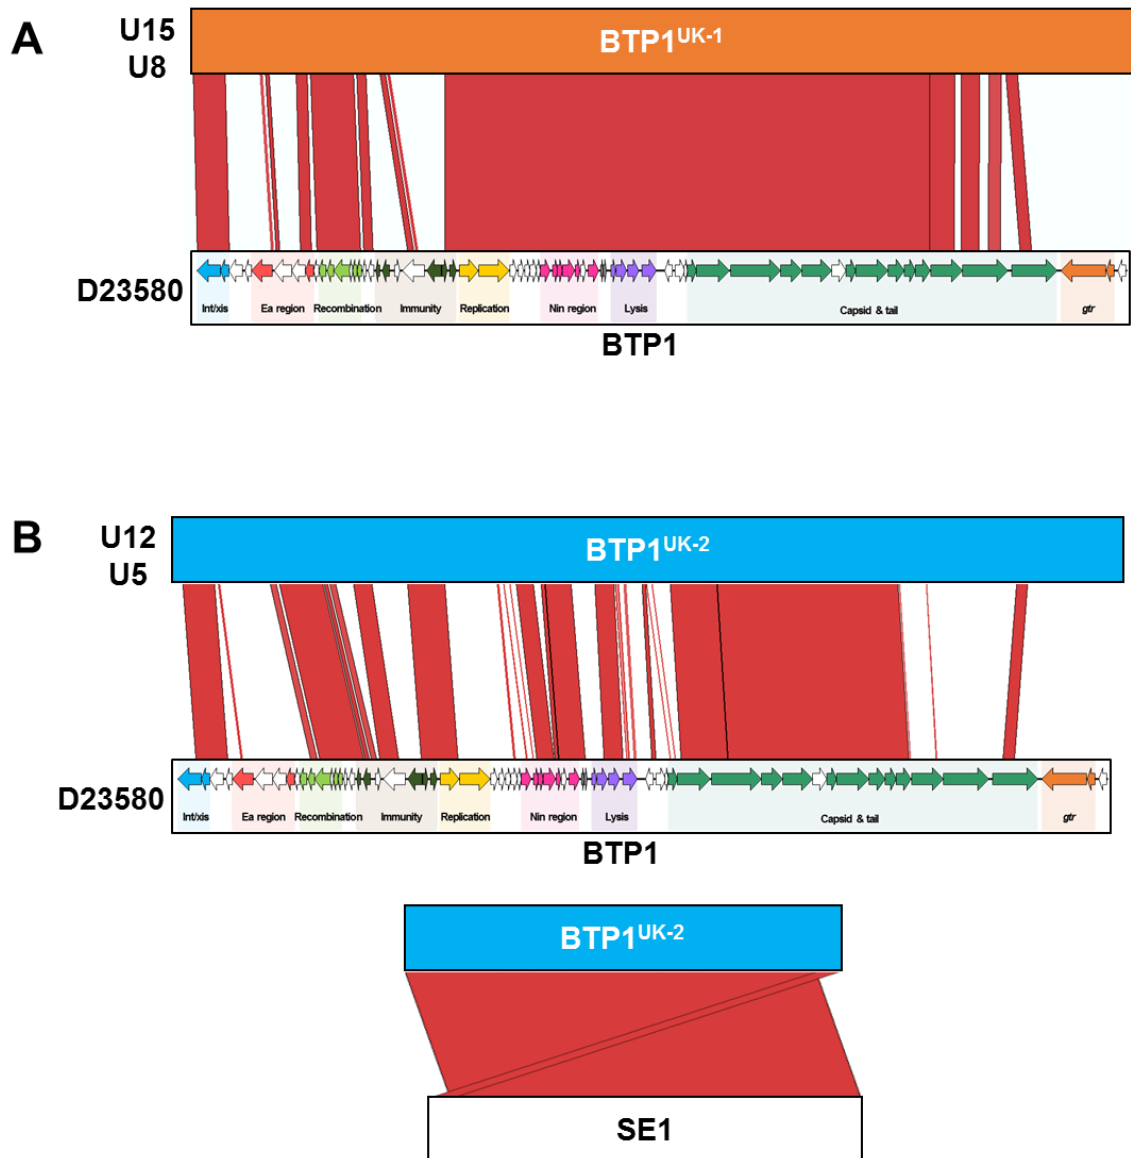 A
U15
U8
BTP1UK-1
D23580
Int/xis
Ea region
Recombination
Immunity
Replication
Nin region
Lysis
Capsid & tail
gtr
BTP1
B
U12
U5
BTP1UK-2
D23580
Int/xis
Ea region
Recombination
Immunity
Replication
Nin region
Lysis
Capsid & tail
gtr
BTP1
BTP1UK-2
SE1